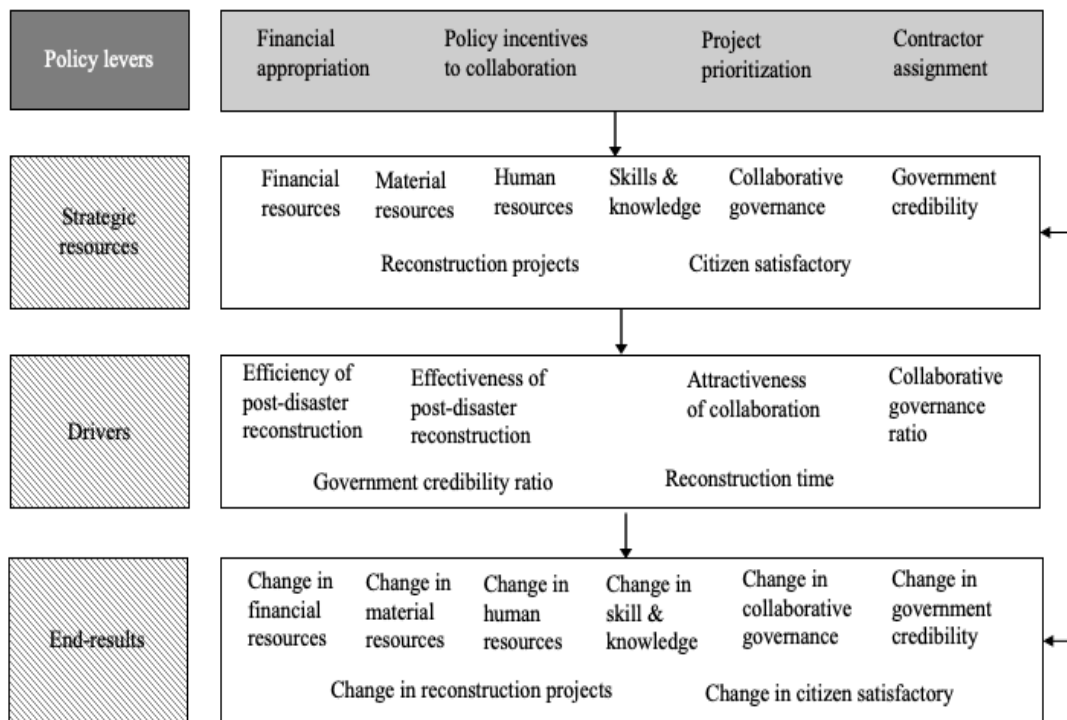 Policy levers
Financial
appropriation
Policy incentives
to collaboration
Project
prioritization
Contractor
assignment
Strategic
resources
Financial
resources
Material
resources
Human
resources
Skills &
knowledge
Collaborative
governance
Government
credibility
Reconstruction projects
Citizen satisfactory
Drivers
Efficiency of
post-disaster
reconstruction
Effectiveness of
post-disaster
reconstruction
Attractiveness
of collaboration
Collaborative
governance
ratio
Government credibility ratio
Reconstruction time
End-results
Change in
financial
resources
Change in
material
resources
Change in
human
resources
Change in
skill &
knowledge
Change in
collaborative
governance
Change in
government
credibility
Change in reconstruction projects
Change in citizen satisfactory